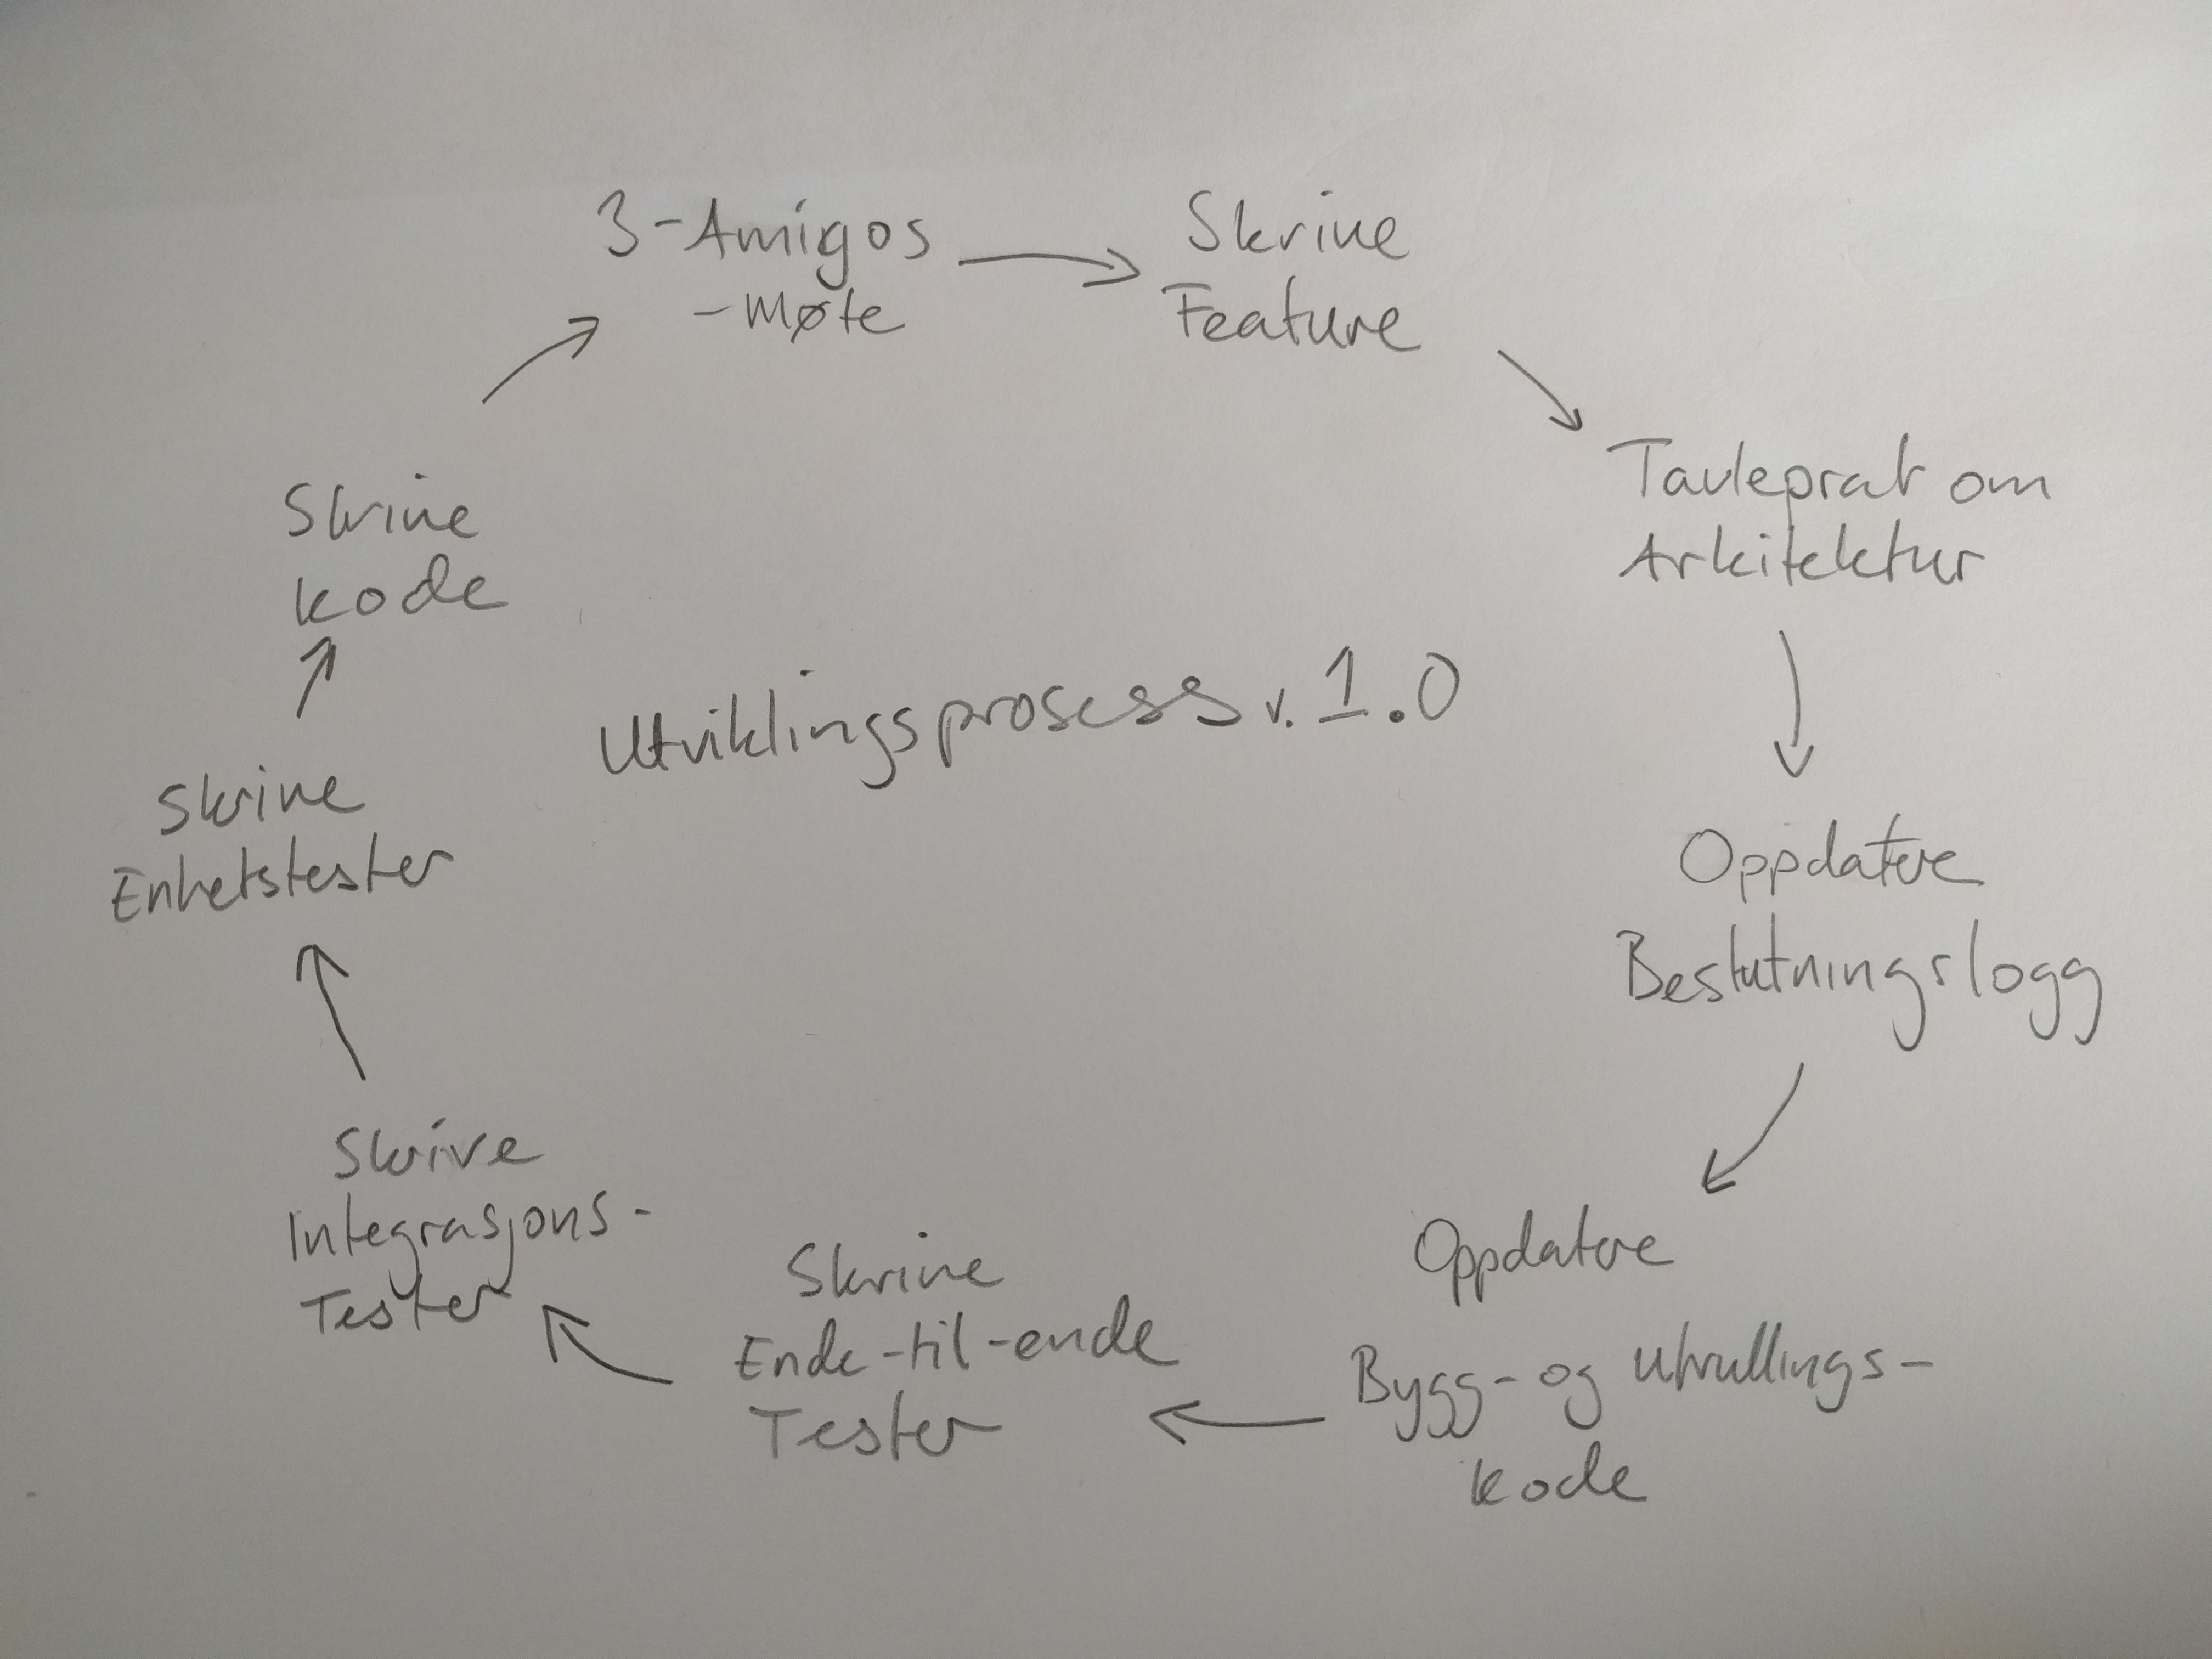 3-Amigos
-Møte
Skrive
Feature
Tavleprat om
Arkitektur
Oppdatere
Beslutningslogg
Oppdatere
Bygg- og utrullings-
kode
Skrive
Ende-til-ende
Tester
Skrive
Integrasjons-
Tester
Skrive
Enhetstester
Skrive
kode
Utviklingsprosess v. 1.0